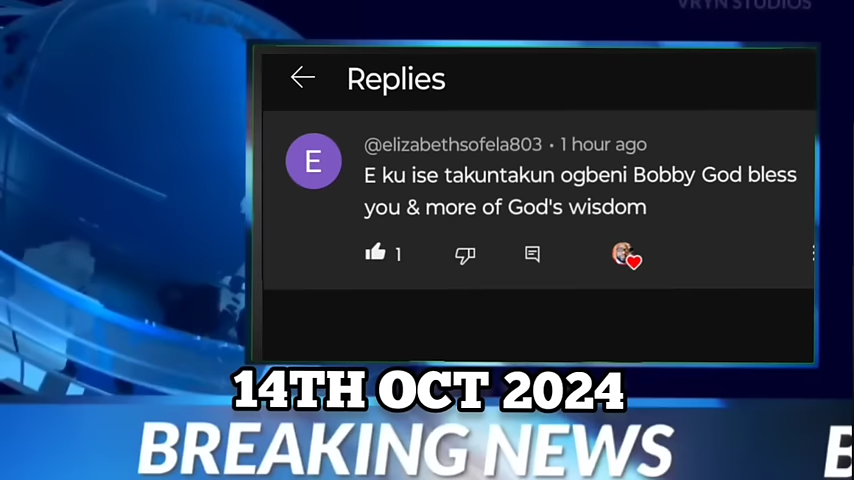 VRYN STUDIOS
Replies
E
@elizabethsofela803 • 1 hour ago
E ku ise takuntakun ogbeni Bobby God bless
you & more of God's wisdom
1
14TH OCT 2024
BREAKING NEWS
B